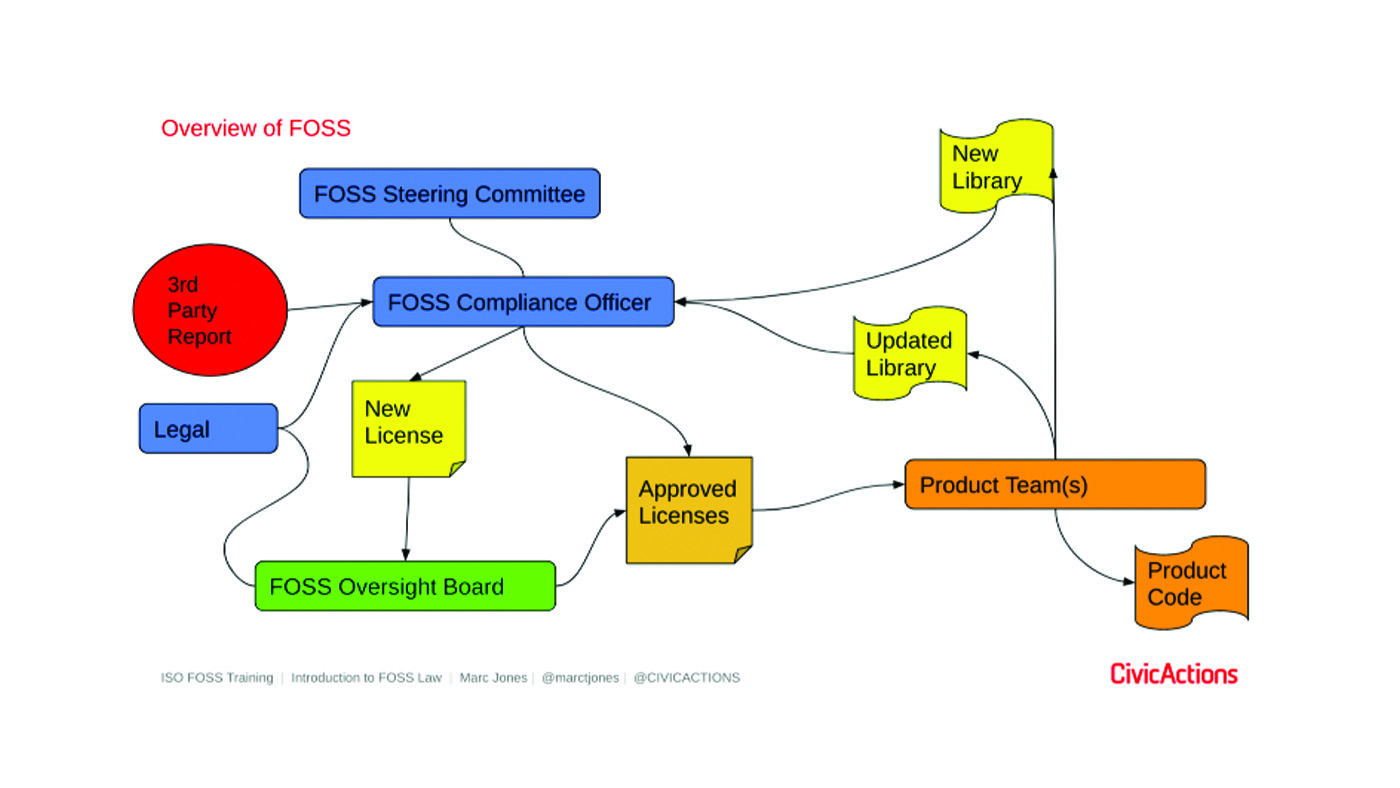 Overview of FOSS
FOSS Steering Committee
New
Library
3rd
Party
Report
FOSS Compliance Officer
Updated
Library
Legal
New
License
Approved
Licenses
Product Team(s)
FOSS Oversight Board
Product
Code
ISO FOSS Training | Introduction to FOSS Law | Marc Jones | @marctjones | @CIVICACTIONS
CivicActions